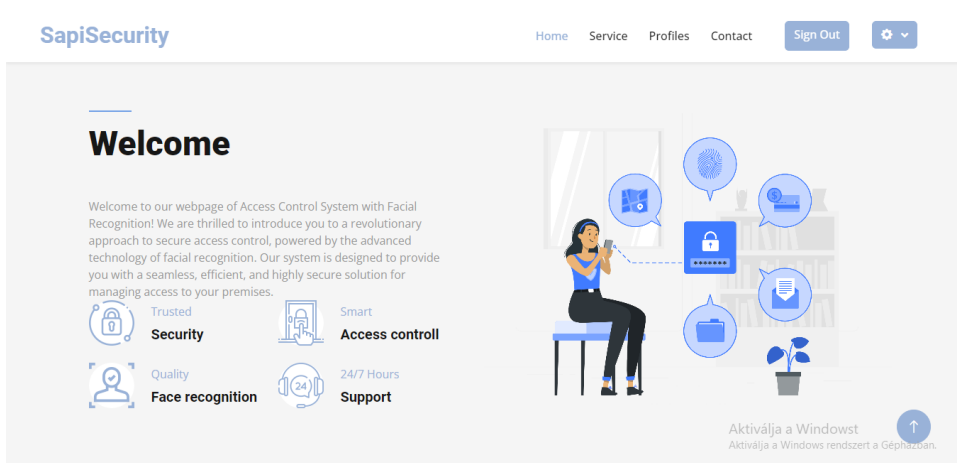 SapiSecurity
Home Service Profiles Contact Sign Out
Welcome
Welcome to our webpage of Access Control System with Facial
Recognition! We are thrilled to introduce you to a revolutionary
approach to secure access control, powered by the advanced
technology of facial recognition. Our system is designed to provide
you with a seamless, efficient, and highly secure solution for
managing access to your premises.
Trusted
Security
Smart
Access controll
Quality
Face recognition
24
24/7 Hours
Support
$
Aktiválja a Windowst
Aktiválja a Windows rendszert a Gépházban.